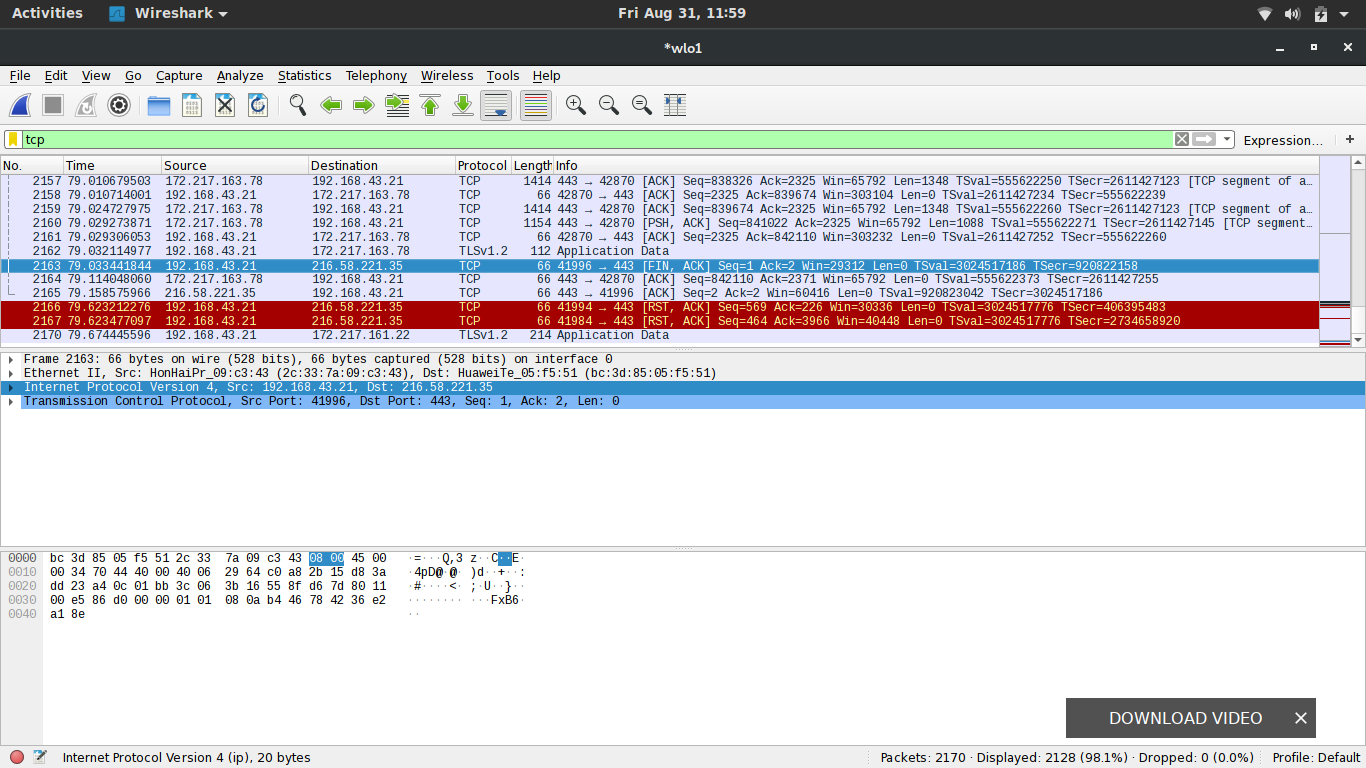 Activities Wireshark Fri Aug 31, 11:59
*wlo1
File Edit View Go Capture Analyze Statistics Telephony Wireless Tools Help
tcp Expression… +
No. Time Source Destination Protocol Length Info
2157 79.010679503 172.217.163.78 192.168.43.21 TCP 1414 443 → 42870 [ACK] Seq=838326 Ack=2325 Win=65792 Len=1348 TSval=555622250 TSecr=2611427123 [TCP segment of a…
2158 79.010714001 192.168.43.21 172.217.163.78 TCP 66 42870 → 443 [ACK] Seq=2325 Ack=839674 Win=303104 Len=0 TSval=2611427234 TSecr=555622239
2159 79.024727975 172.217.163.78 192.168.43.21 TCP 1414 443 → 42870 [ACK] Seq=839674 Ack=2325 Win=65792 Len=1348 TSval=555622260 TSecr=2611427123 [TCP segment of a…
2160 79.029273871 172.217.163.78 192.168.43.21 TCP 1154 443 → 42870 [PSH, ACK] Seq=841022 Ack=2325 Win=65792 Len=1088 TSval=555622271 TSecr=2611427145 [TCP segment…
2161 79.029306053 192.168.43.21 172.217.163.78 TCP 66 42870 → 443 [ACK] Seq=2325 Ack=842110 Win=303232 Len=0 TSval=2611427252 TSecr=555622260
2162 79.032114977 192.168.43.21 172.217.163.78 TLSv1.2 112 Application Data
2163 79.033441844 192.168.43.21 216.58.221.35 TCP 66 41996 → 443 [FIN, ACK] Seq=1 Ack=2 Win=29312 Len=0 TSval=3024517186 TSecr=920822158
2164 79.114048060 172.217.163.78 192.168.43.21 TCP 66 443 → 42870 [ACK] Seq=842110 Ack=2371 Win=65792 Len=0 TSval=555622373 TSecr=2611427255
2165 79.158575966 216.58.221.35 192.168.43.21 TCP 66 443 → 41996 [ACK] Seq=2 Ack=2 Win=60416 Len=0 TSval=920823042 TSecr=3024517186
2166 79.623212276 192.168.43.21 216.58.221.35 TCP 66 41994 → 443 [RST, ACK] Seq=569 Ack=226 Win=30336 Len=0 TSval=3024517776 TSecr=406395483
2167 79.623477097 192.168.43.21 216.58.221.35 TCP 66 41984 → 443 [RST, ACK] Seq=464 Ack=3966 Win=40448 Len=0 TSval=3024517776 TSecr=2734658920
2170 79.674445596 192.168.43.21 172.217.161.22 TLSv1.2 214 Application Data
Frame 2163: 66 bytes on wire (528 bits), 66 bytes captured (528 bits) on interface 0
Ethernet II, Src: HonHaiPr_09:c3:43 (2c:33:7a:09:c3:43), Dst: HuaweiTe_05:f5:51 (bc:3d:85:05:f5:51)
Internet Protocol Version 4, Src: 192.168.43.21, Dst: 216.58.221.35
Transmission Control Protocol, Src Port: 41996, Dst Port: 443, Seq: 1, Ack: 2, Len: 0
0000 bc 3d 85 05 f5 51 2c 33 7a 09 c3 43 08 00 45 00 ·=···Q,3 z··C··E·
0010 00 34 70 44 40 00 40 06 29 64 c0 a8 2b 15 d8 3a ·4pD@·@· )d··+··:
0020 dd 23 a4 0c 01 bb 3c 06 3b 16 55 8f d6 7d 80 11 ·#····<· ;·U··}··
0030 00 e5 86 d0 00 00 01 01 08 0a b4 46 78 42 36 e2 ········ ···FxB6·
0040 a1 8e ··
DOWNLOAD VIDEO ×
Internet Protocol Version 4 (ip), 20 bytes Packets: 2170 · Displayed: 2128 (98.1%) · Dropped: 0 (0.0%) Profile: Default